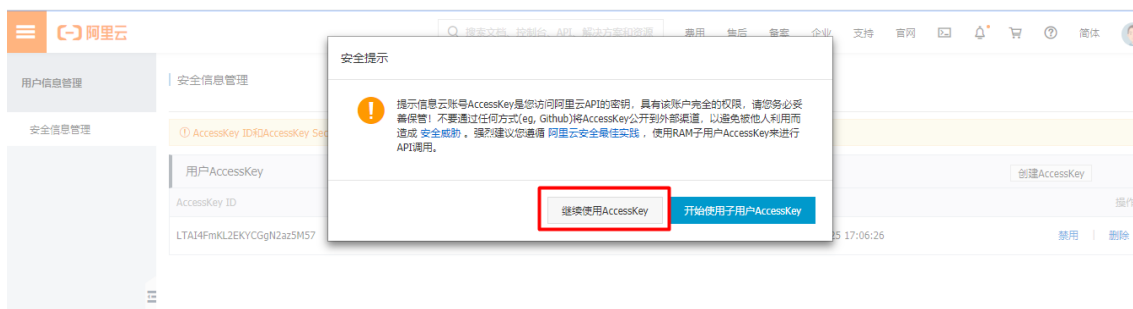 阿里云
搜索文档、控制台、API、解决方案和资源
费用 售后 备案 企业 支持 官网 简体
安全提示
用户信息管理
安全信息管理
提示信息云账号AccessKey是您访问阿里云API的密钥，具有该账户完全的权限，请您务必妥
善保管！不要通过任何方式(eg, Github)将AccessKey公开到外部渠道，以避免被他人利用而
造成 安全威胁 。强烈建议您遵循 阿里云安全最佳实践 ，使用RAM子用户AccessKey来进行
API调用。
安全信息管理
AccessKey ID和AccessKey Sec
用户AccessKey
创建AccessKey
AccessKey ID
操作
继续使用AccessKey
开始使用子用户AccessKey
LTAI4FmKL2EKYCGgN2az5M57
25 17:06:26
禁用
删除